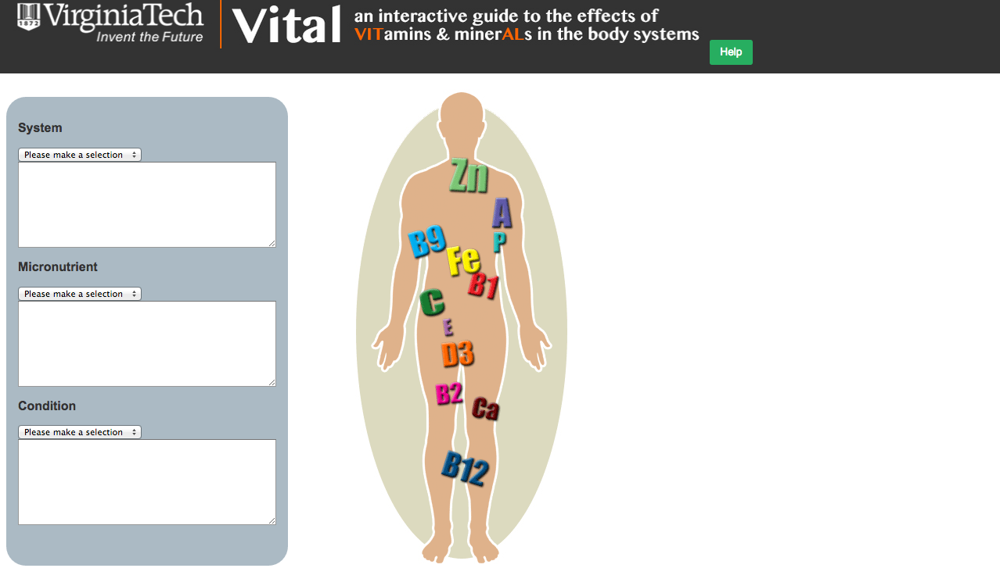 VirginiaTech
1872
Invent the Future
Vital
an interactive guide to the effects of
VITamins & minerALs in the body systems
Help
System
Please make a selection
Micronutrient
Please make a selection
Condition
Please make a selection
Zn
A
B9
P
Fe
B1
C
E
D3
B2
Ca
B12